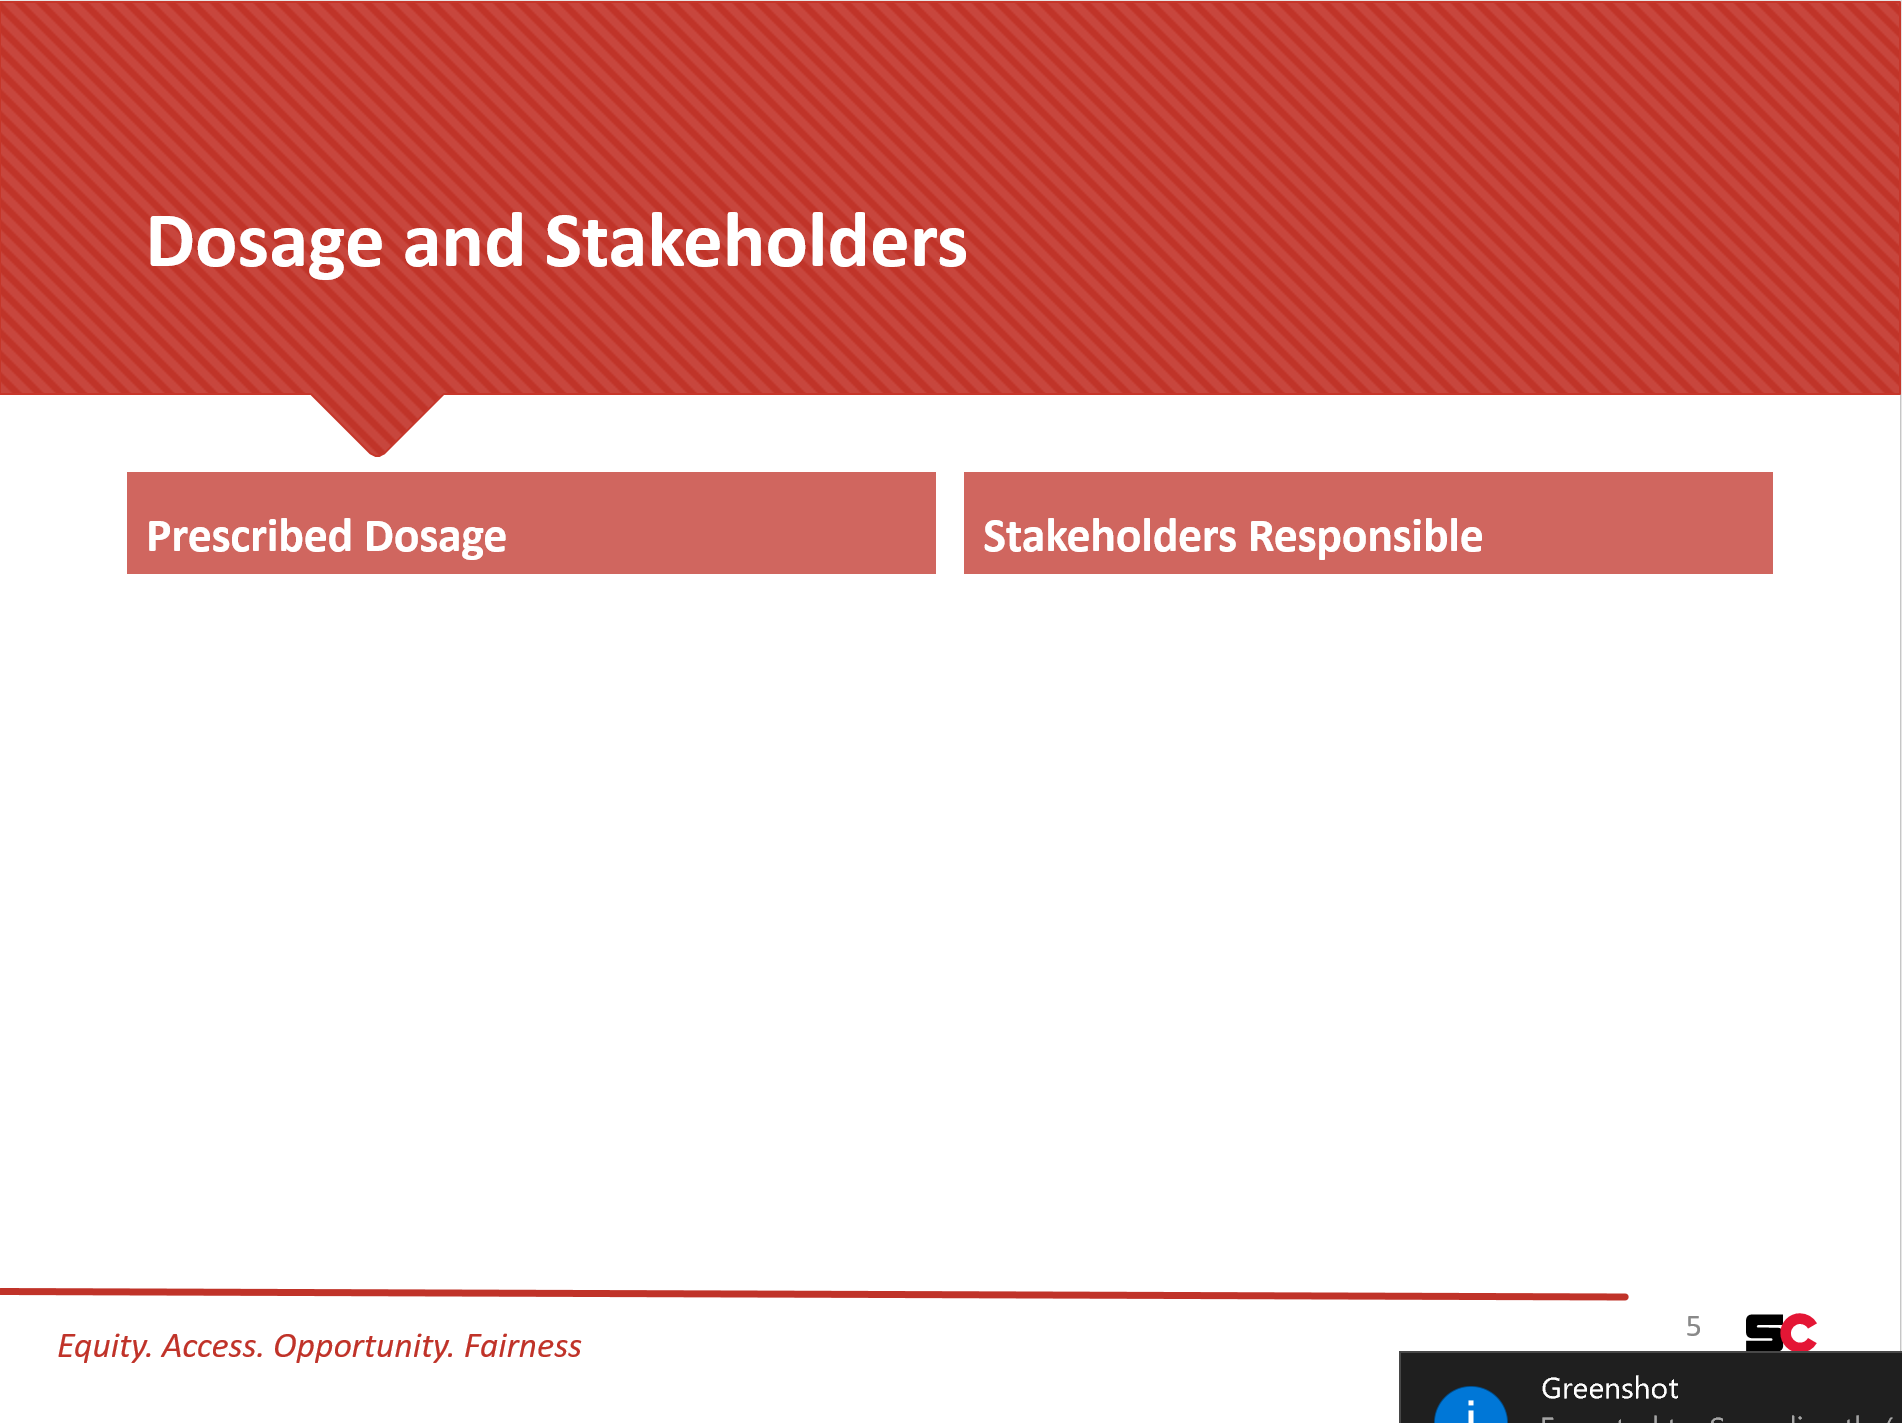 Dosage and Stakeholders
Prescribed Dosage
Stakeholders Responsible
Equity. Access. Opportunity. Fairness
5
SC
Greenshot